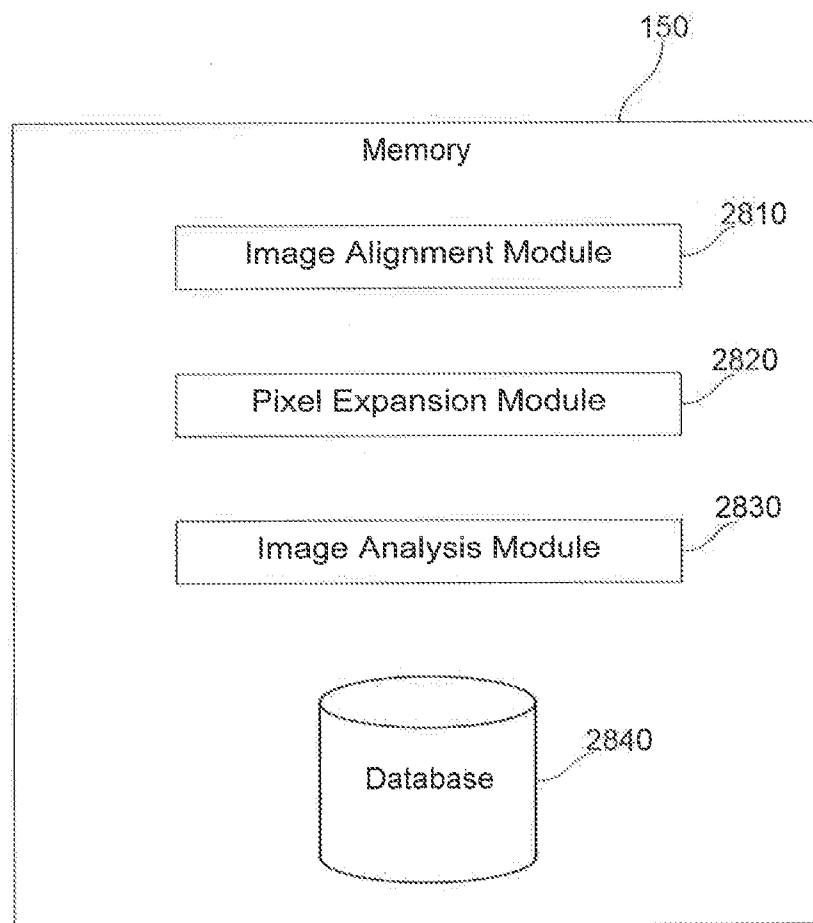 150
Memory
2810
Image Alignment Module
2820
Pixel Expansion Module
2830
Image Analysis Module
2840
Database